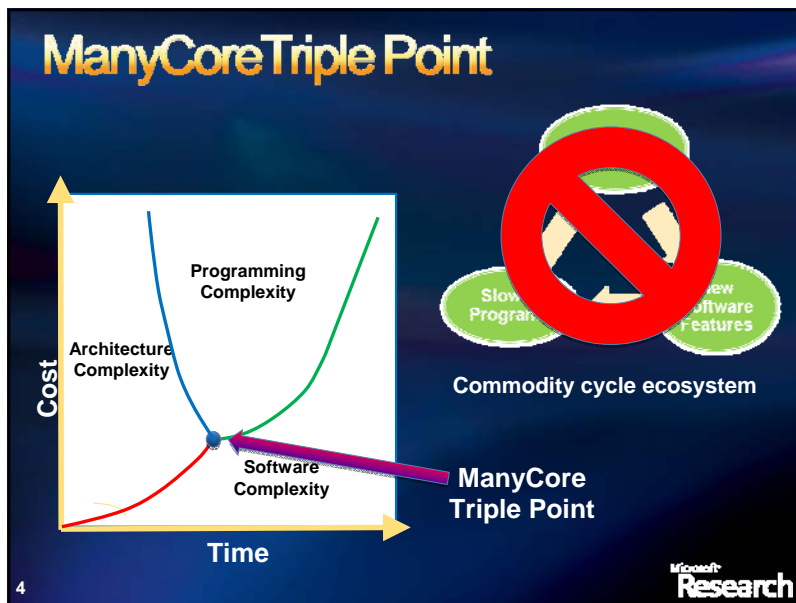 ManyCore Triple Point
Programming
Complexity
Architecture
Complexity
Software
Complexity
Cost
Time
Features
Commodity cycle ecosystem
ManyCore
Triple Point
4
Microsoft
Research